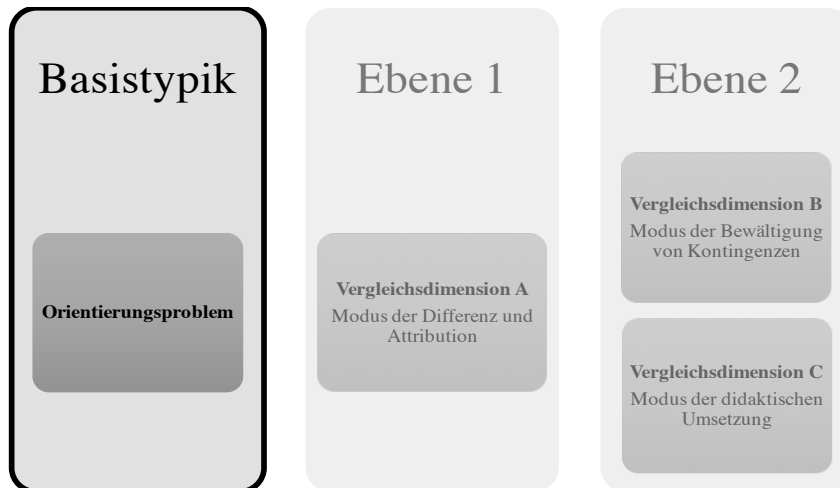 Basistypik
Orientierungsproblem
Ebene 1
Vergleichsdimension A
Modus der Differenz und
Attribution
Ebene 2
Vergleichsdimension B
Modus der Bewältigung
von Kontingenzen
Vergleichsdimension C
Modus der didaktischen
Umsetzung